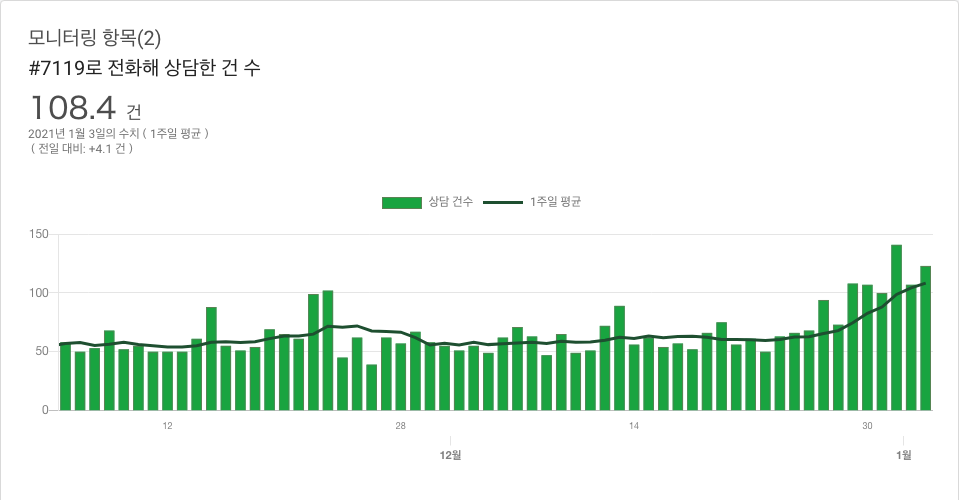 모니터링 항목(2)
#7119로 전화해 상담한 건 수
108.4 건
2021년 1월 3일의 수치 ( 1주일 평균 )
( 전일 대비: +4.1 건 )
상담 건수 1주일 평균
150
100
50
0
12 28 14 30
12월 1월